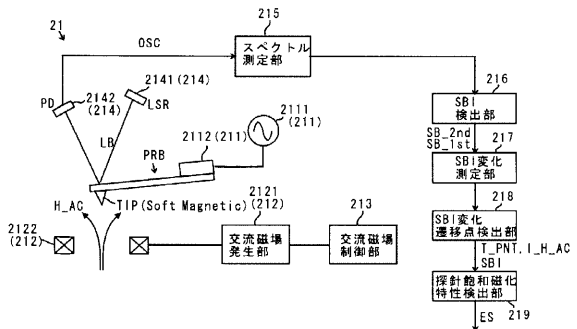 21
OSC
215
スペクトル
測定部
2141(214)
PD
2142
(214)
LSR
2111
(211)
216
SBI
検出部
LB
2112(211)
PRB
SB_2nd
SB_1st
217
SBI変化
測定部
H_AC
TIP(Soft Magnetic)
2121
(212)
213
218
SBI変化
遷移点検出部
2122
(212)
交流磁場
発生部
交流磁場
制御部
T_PNT,I_H_AC
SBI
探針飽和磁化
特性検出部
219
ES